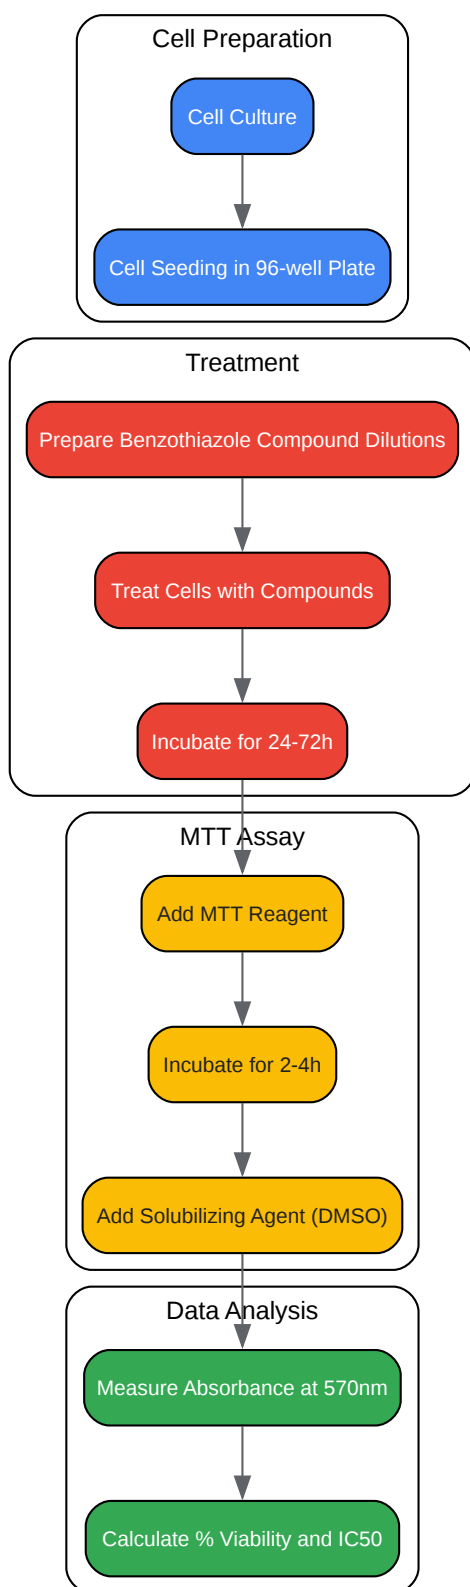 Cell Preparation
Cell Culture
Cell Seeding in 96-well Plate
Treatment
Prepare Benzothiazole Compound Dilutions
Treat Cells with Compounds
Incubate for 24-72h
MTT Assay
Add MTT Reagent
Incubate for 2-4h
Add Solubilizing Agent (DMSO)
Data Analysis
Measure Absorbance at 570nm
Calculate % Viability and IC50